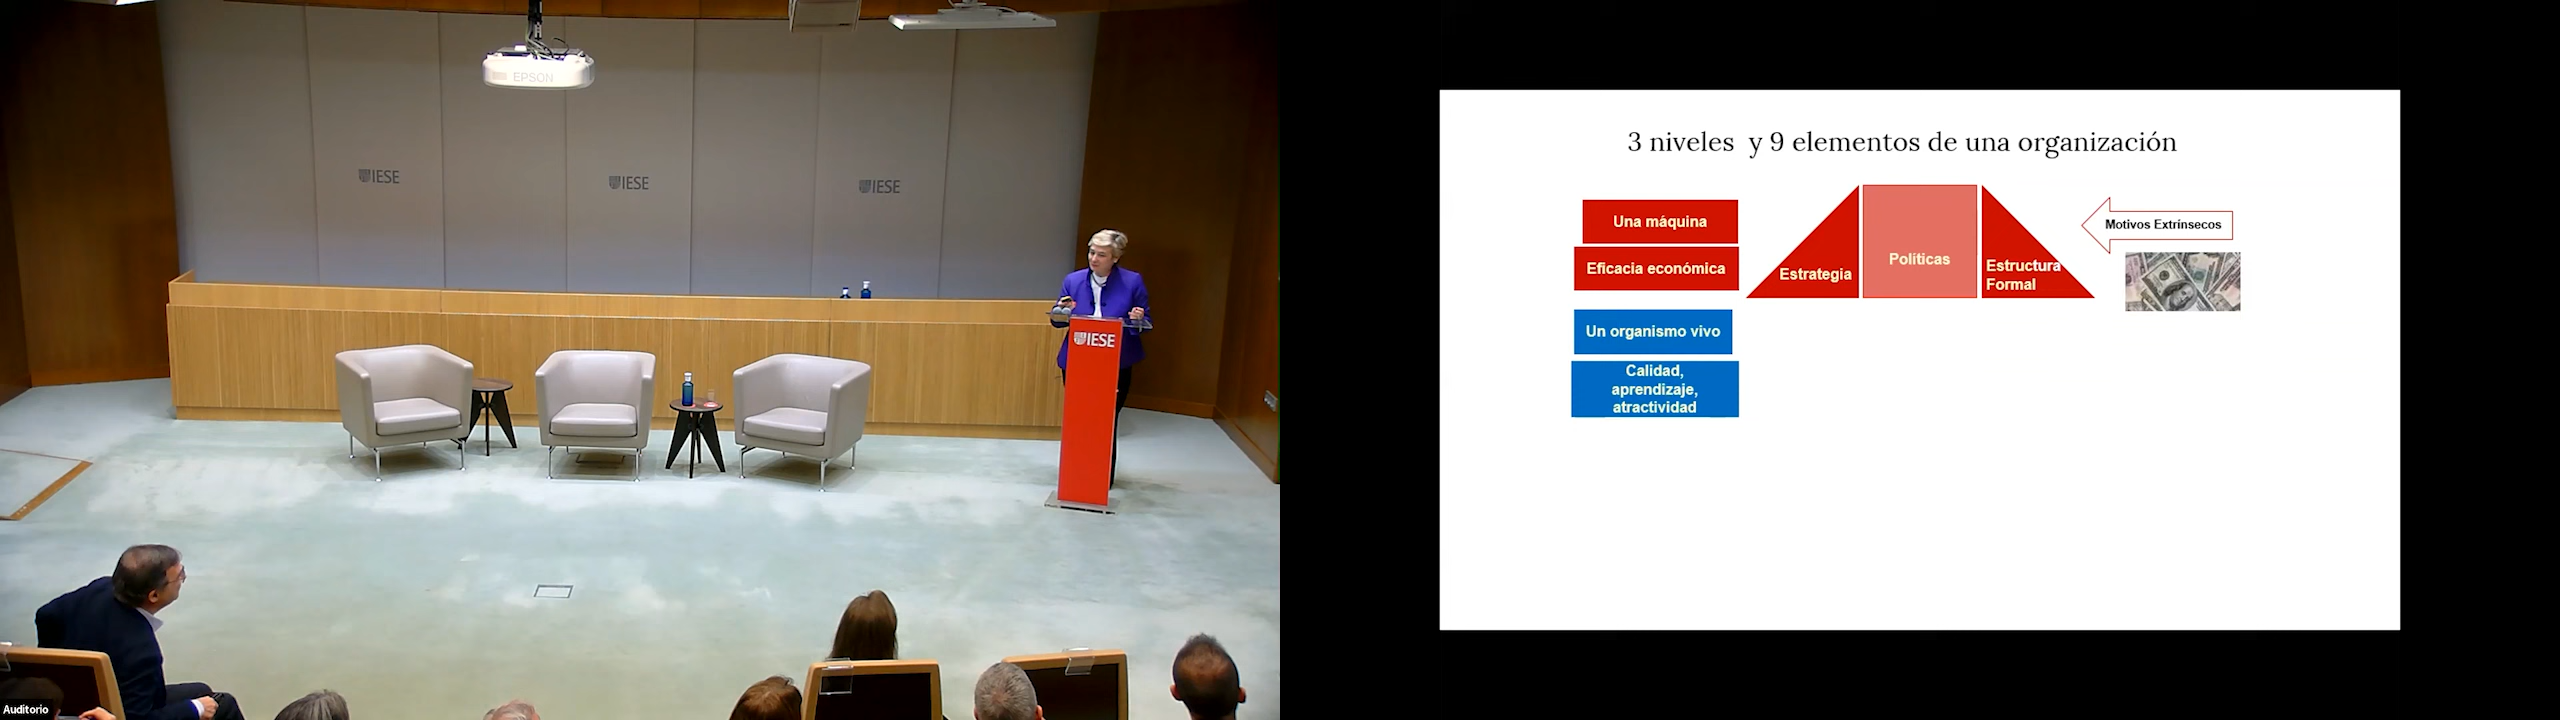 EPSON
IESE
IESE
IESE
IESE
Auditorio
3 niveles y 9 elementos de una organización
Una máquina
Eficacia económica
Estrategia
Políticas
Estructura
Formal
Motivos Extrínsecos
Un organismo vivo
Calidad,
aprendizaje,
atractividad